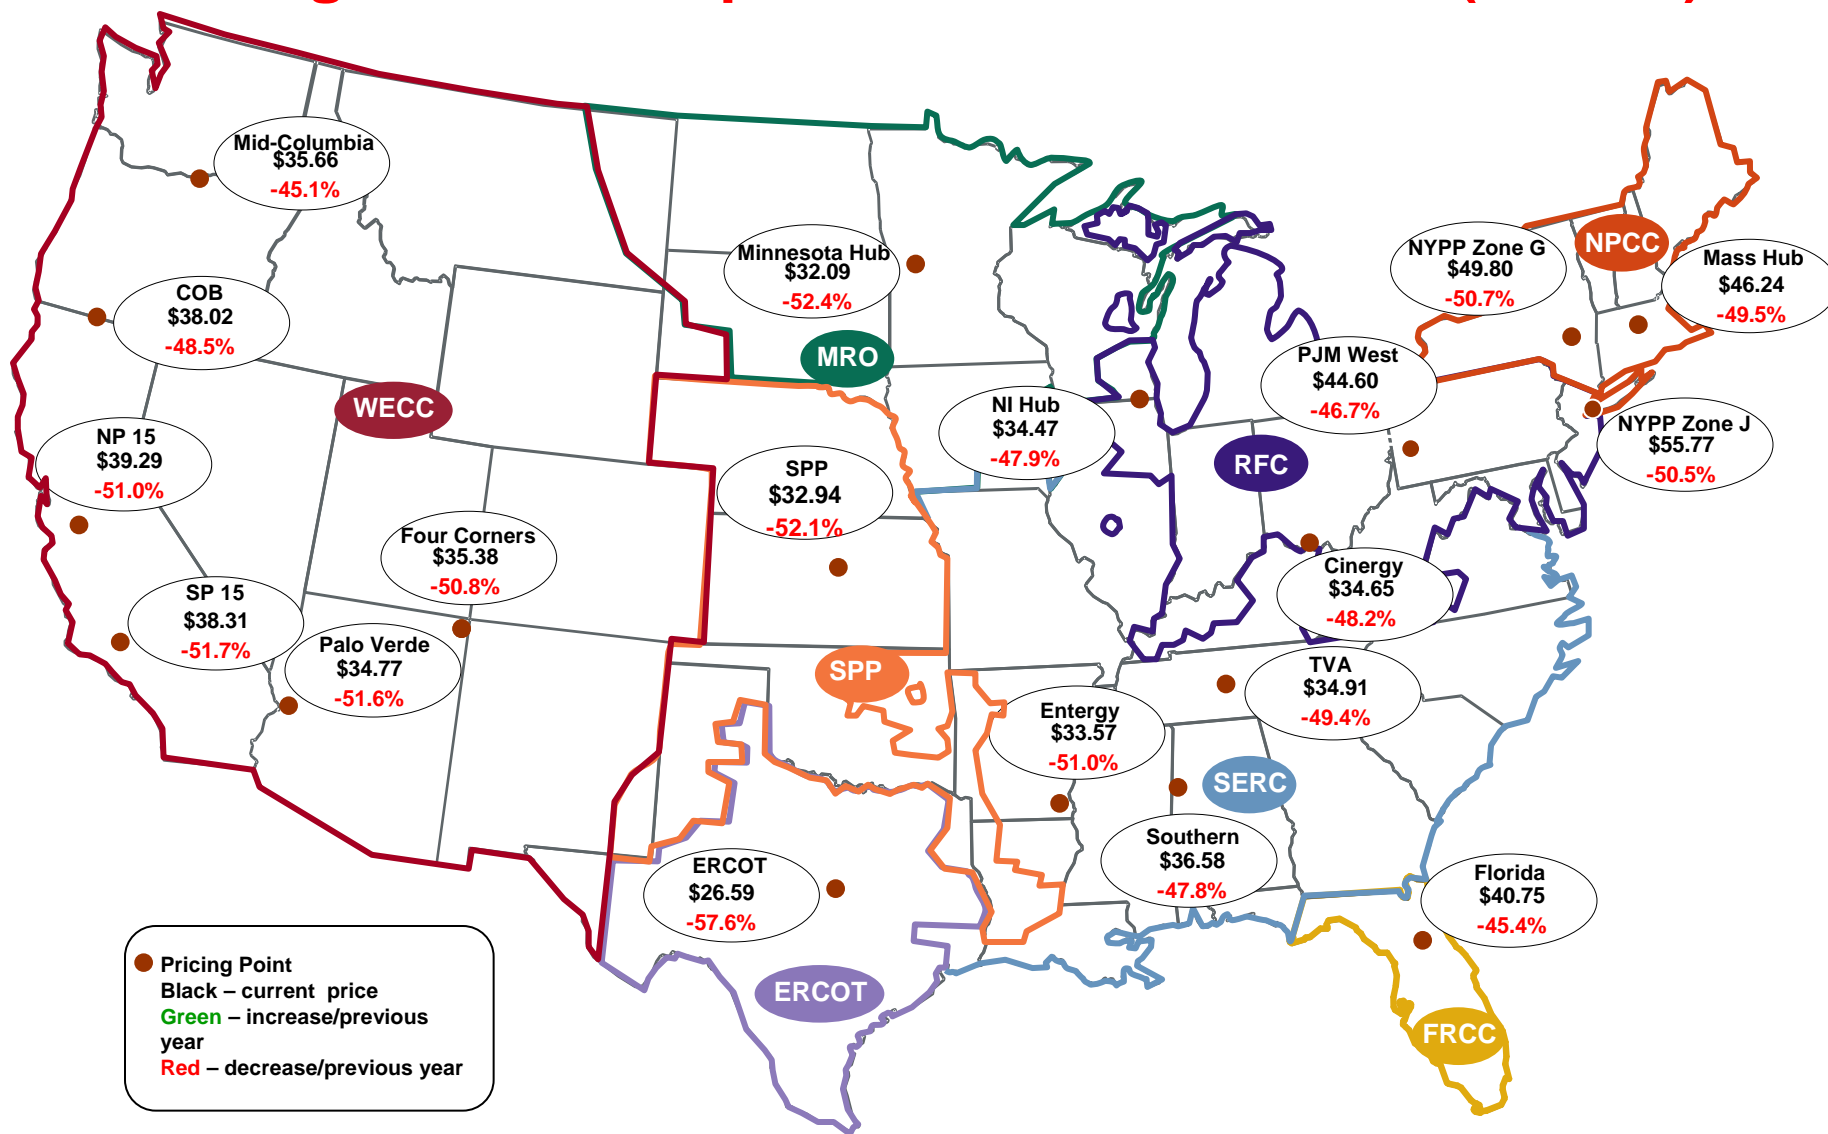 Mid-Columbia
$35.66
-45.1%
COB
$38.02
-48.5%
NP 15
$39.29
-51.0%
SP 15
$38.31
-51.7%
Four Corners
$35.38
-50.8%
Palo Verde
$34.77
-51.6%
WECC
Minnesota Hub
$32.09
-52.4%
MRO
SPP
$32.94
-52.1%
SPP
NI Hub
$34.47
-47.9%
RFC
PJM West
$44.60
-46.7%
NYPP Zone G
$49.80
-50.7%
NPCC
Mass Hub
$46.24
-49.5%
NYPP Zone J
$55.77
-50.5%
Cinergy
$34.65
-48.2%
TVA
$34.91
-49.4%
Entergy
$33.57
-51.0%
SERC
Southern
$36.58
-47.8%
Florida
$40.75
-45.4%
FRCC
ERCOT
$26.59
-57.6%
ERCOT
Pricing Point
Black – current price
Green – increase/previous
year
Red – decrease/previous year